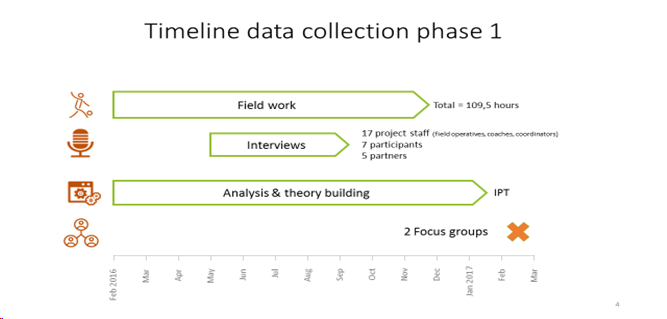 Timeline data collection phase 1
Field work
Total = 109,5 hours
Interviews
17 project staff (field operatives, coaches, coordinators)
7 participants
5 partners
Analysis & theory building
IPT
2 Focus groups
Feb 2016
Mar
Apr
May
Jun
Jul
Aug
Sep
Oct
Nov
Dec
Jan 2017
Feb
Mar
4